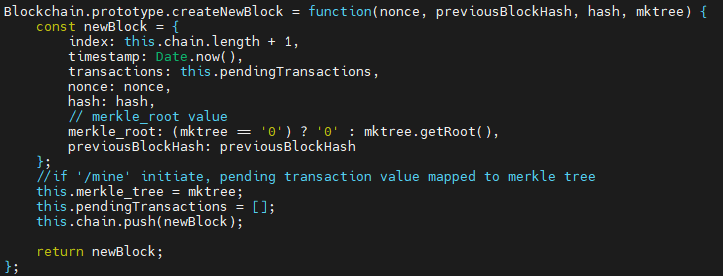 Blockchain.prototype.createNewBlock = function(nonce, previousBlockHash, hash, mktree) {
    const newBlock = {
        index: this.chain.length + 1,
        timestamp: Date.now(),
        transactions: this.pendingTransactions,
        nonce: nonce,
        hash: hash,
        // merkle_root value
        merkle_root: (mktree == '0') ? '0' : mktree.getRoot(),
        previousBlockHash: previousBlockHash
    };
    //if '/mine' initiate, pending transaction value mapped to merkle tree
    this.merkle_tree = mktree;
    this.pendingTransactions = [];
    this.chain.push(newBlock);

    return newBlock;
};